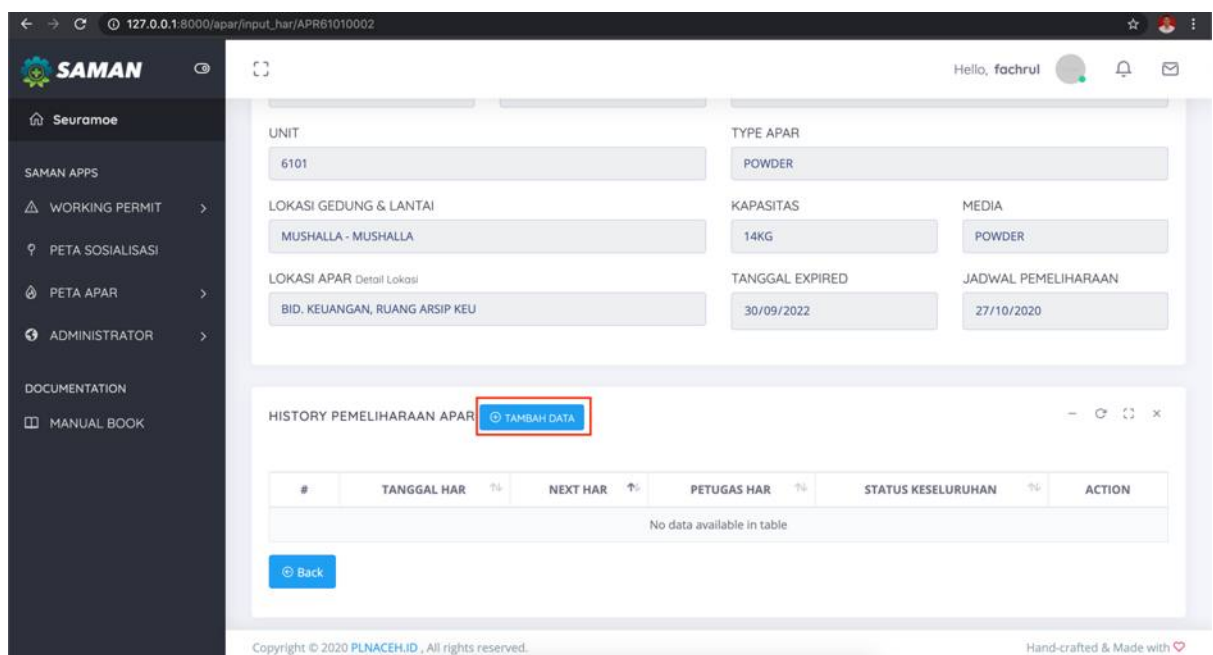 127.0.0.1:8000/apar/input_har/APR61010002
SAMAN
Hello, fachrul
Seuramoe
SAMAN APPS
WORKING PERMIT
PETA SOSIALISASI
PETA APAR
ADMINISTRATOR
DOCUMENTATION
MANUAL BOOK
UNIT TYPE APAR
6101 POWDER
LOKASI GEDUNG & LANTAI KAPASITAS MEDIA
MUSHALLA - MUSHALLA 14KG POWDER
LOKASI APAR Detail Lokasi TANGGAL EXPIRED JADWAL PEMELIHARAAN
BID. KEUANGAN, RUANG ARSIP KEU 30/09/2022 27/10/2020
HISTORY PEMELIHARAAN APAR TAMBAH DATA
# TANGGAL HAR NEXT HAR PETUGAS HAR STATUS KESELURUHAN ACTION
No data available in table
Back
Copyright © 2020 PLNACEH.ID , All rights reserved. Hand-crafted & Made with